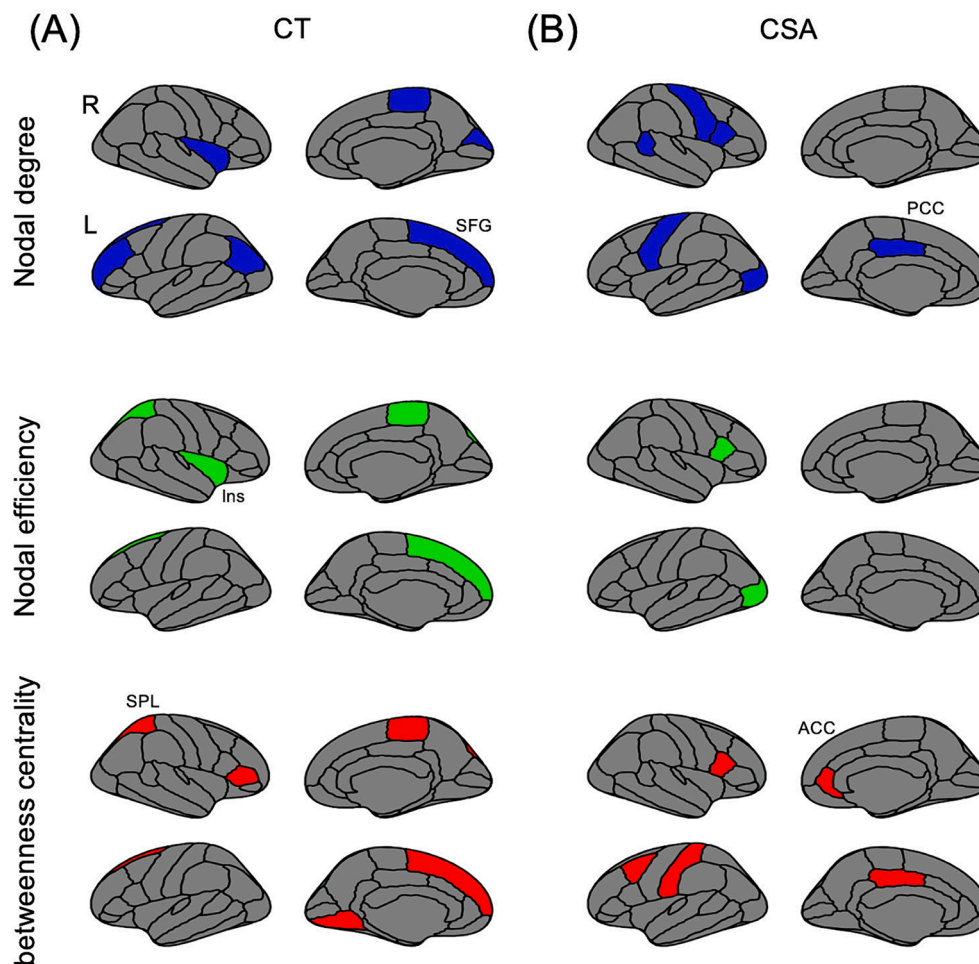 (A)
CT
(B)
CSA
Nodal degree
R
L
SFG
PCC
Nodal efficiency
Ins
betweenness centrality
SPL
ACC